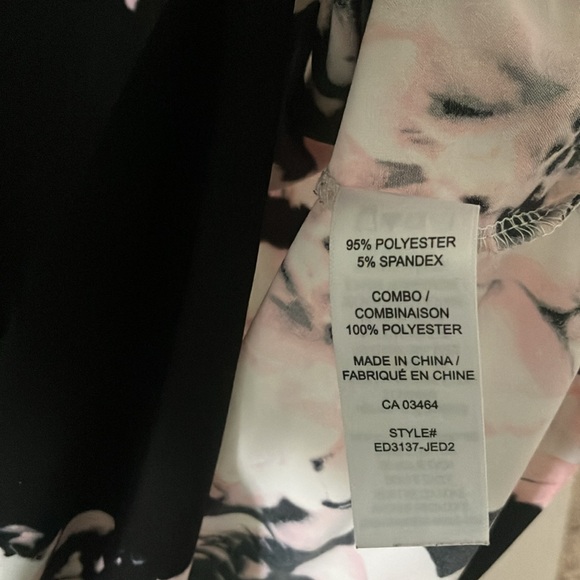 95% POLYESTER
5% SPANDEX
COMBO /
COMBINAISON
100% POLYESTER
MADE IN CHINA /
FABRIQUÉ EN CHINE
CA 03464
STYLE#
ED3137-JED2